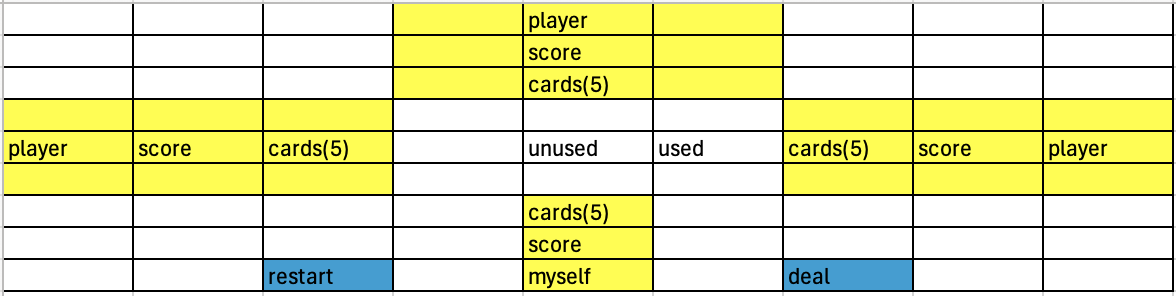 player
score
cards(5)
player score cards(5) unused used cards(5) score player
cards(5)
score
restart myself deal